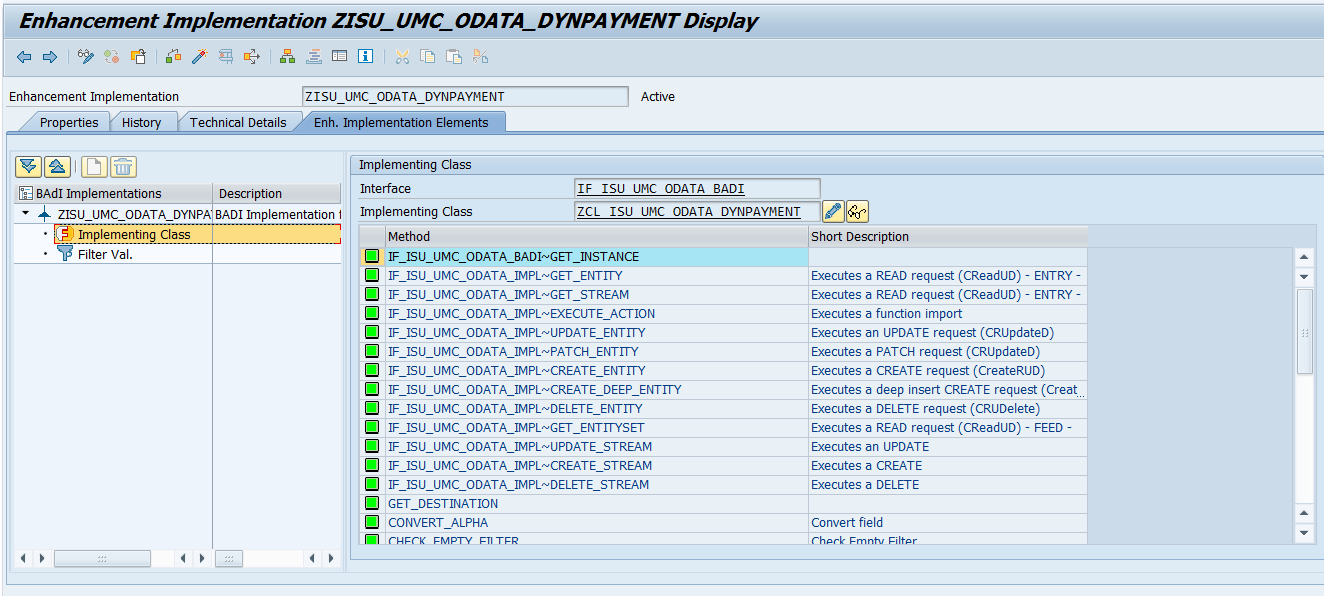 Enhancement Implementation ZISU_UMC_ODATA_DYNPAYMENT Display
Enhancement Implementation ZISU_UMC_ODATA_DYNPAYMENT Active
Properties History Technical Details Enh. Implementation Elements
BAdI Implementations Description
ZISU_UMC_ODATA_DYNPA BADI Implementation f
Implementing Class
Filter Val.
Implementing Class
Interface IF_ISU_UMC_ODATA_BADI
Implementing Class ZCL_ISU_UMC_ODATA_DYNPAYMENT
Method Short Description
IF_ISU_UMC_ODATA_BADI~GET_INSTANCE
IF_ISU_UMC_ODATA_IMPL~GET_ENTITY Executes a READ request (CReadUD) - ENTRY -
IF_ISU_UMC_ODATA_IMPL~GET_STREAM Executes a READ request (CReadUD) - ENTRY -
IF_ISU_UMC_ODATA_IMPL~EXECUTE_ACTION Executes a function import
IF_ISU_UMC_ODATA_IMPL~UPDATE_ENTITY Executes an UPDATE request (CRUpdateD)
IF_ISU_UMC_ODATA_IMPL~PATCH_ENTITY Executes a PATCH request (CRUpdateD)
IF_ISU_UMC_ODATA_IMPL~CREATE_ENTITY Executes a CREATE request (CreateRUD)
IF_ISU_UMC_ODATA_IMPL~CREATE_DEEP_ENTITY Executes a deep insert CREATE request (Creat...
IF_ISU_UMC_ODATA_IMPL~DELETE_ENTITY Executes a DELETE request (CRUDelete)
IF_ISU_UMC_ODATA_IMPL~GET_ENTITYSET Executes a READ request (CReadUD) - FEED -
IF_ISU_UMC_ODATA_IMPL~UPDATE_STREAM Executes an UPDATE
IF_ISU_UMC_ODATA_IMPL~CREATE_STREAM Executes a CREATE
IF_ISU_UMC_ODATA_IMPL~DELETE_STREAM Executes a DELETE
GET_DESTINATION
CONVERT_ALPHA Convert field
CHECK_EMPTY_FILTER Check Empty Filter